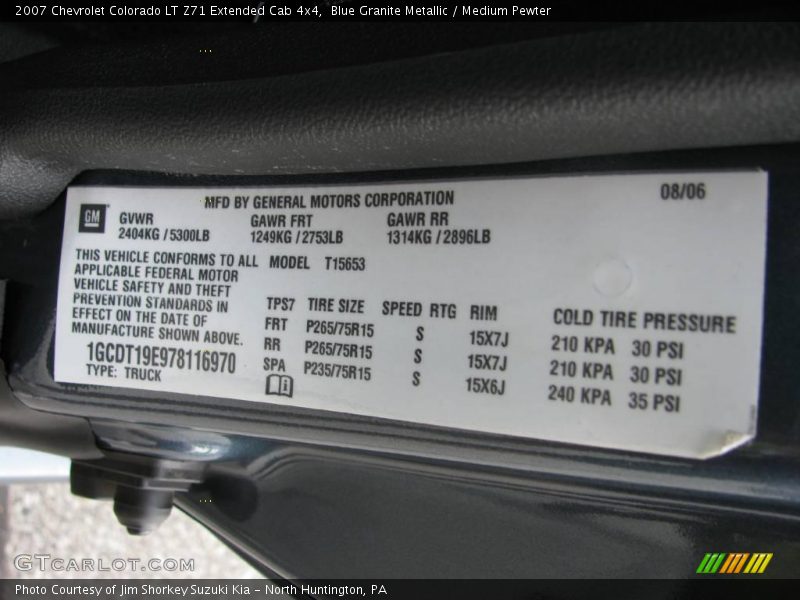 2007 Chevrolet Colorado LT Z71 Extended Cab 4x4,  Blue Granite Metallic / Medium Pewter
MFD BY GENERAL MOTORS CORPORATION
08/06
GM
GVWR GAWR FRT GAWR RR
2404KG / 5300LB 1249KG / 2753LB 1314KG / 2896LB
THIS VEHICLE CONFORMS TO ALL
APPLICABLE FEDERAL MOTOR
VEHICLE SAFETY AND THEFT
PREVENTION STANDARDS IN
EFFECT ON THE DATE OF
MANUFACTURE SHOWN ABOVE.
1GCDT19E978116970
TYPE: TRUCK
MODEL T15653
TPS7 TIRE SIZE SPEED RTG RIM COLD TIRE PRESSURE
FRT P265/75R15 S 15X7J 210 KPA 30 PSI
RR P265/75R15 S 15X7J 210 KPA 30 PSI
SPA P235/75R15 S 15X6J 240 KPA 35 PSI
GTCARLOT.COM
Photo Courtesy of Jim Shorkey Suzuki Kia - North Huntington, PA